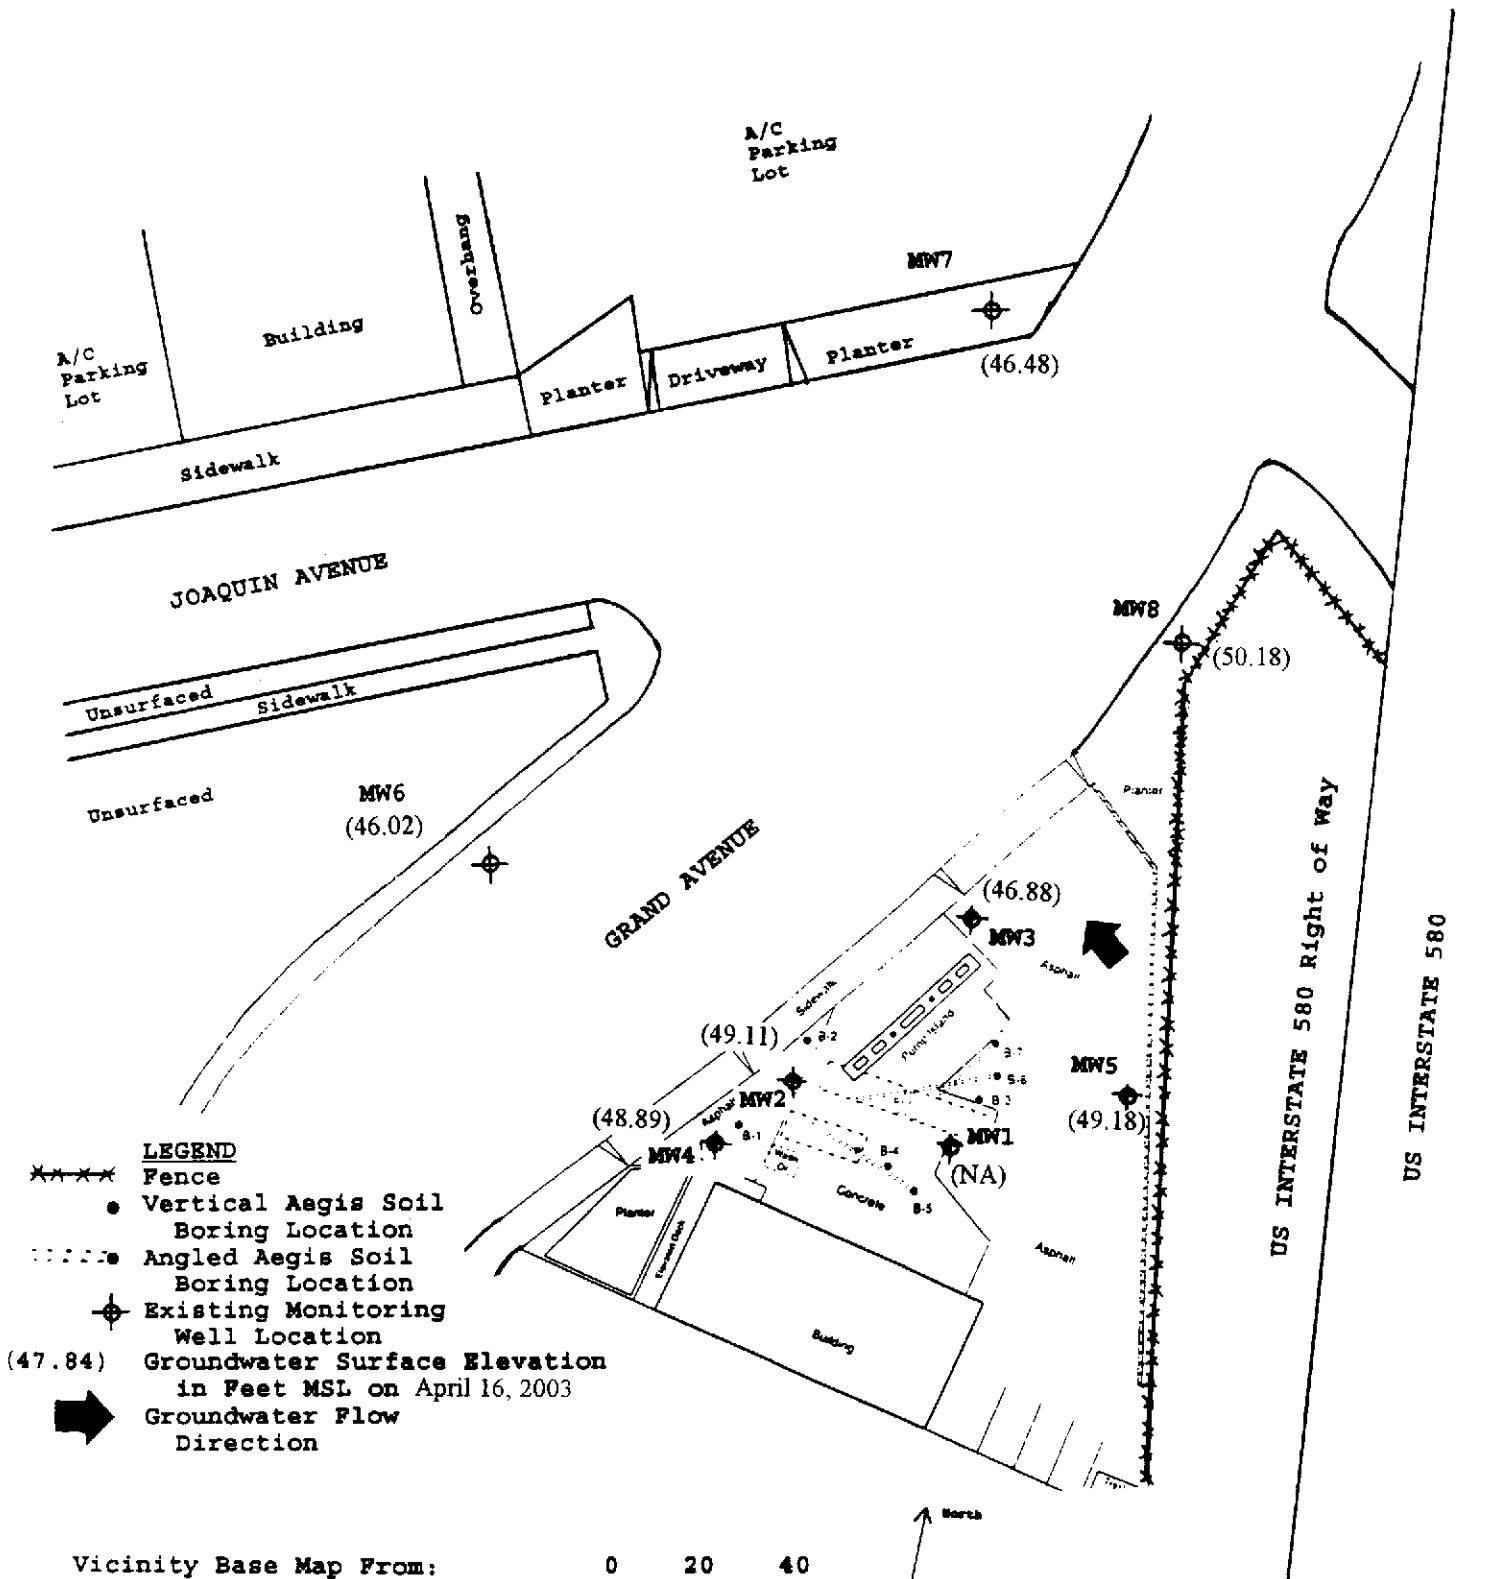 A/C
Parking
Lot
Overhang
MW7
Building
A/C
Parking
Lot
Planter
Driveway
Planter
(46.48)
Sidewalk
JOAQUIN AVENUE
MW8
(50.18)
Unsurfaced
Sidewalk
Unsurfaced
MW6
(46.02)
Planter
GRAND AVENUE
(46.88)
MW3
Asphalt
US INTERSTATE 580 Right of Way
US INTERSTATE 580
Sidewalk
Pump Island
(49.11)
B-2
B-7
B-6
B-3
MW5
(49.18)
MW2
Asphalt
(48.89)
B-1
MW4
MW1
(NA)
B-4
B-5
Concrete
Planter
Elevated Deck
Asphalt
Building
LEGEND
Fence
Vertical Aegis Soil
Boring Location
Angled Aegis Soil
Boring Location
Existing Monitoring
Well Location
(47.84) Groundwater Surface Elevation
in Feet MSL on April 16, 2003
Groundwater Flow
Direction
North
Vicinity Base Map From:
0 20 40